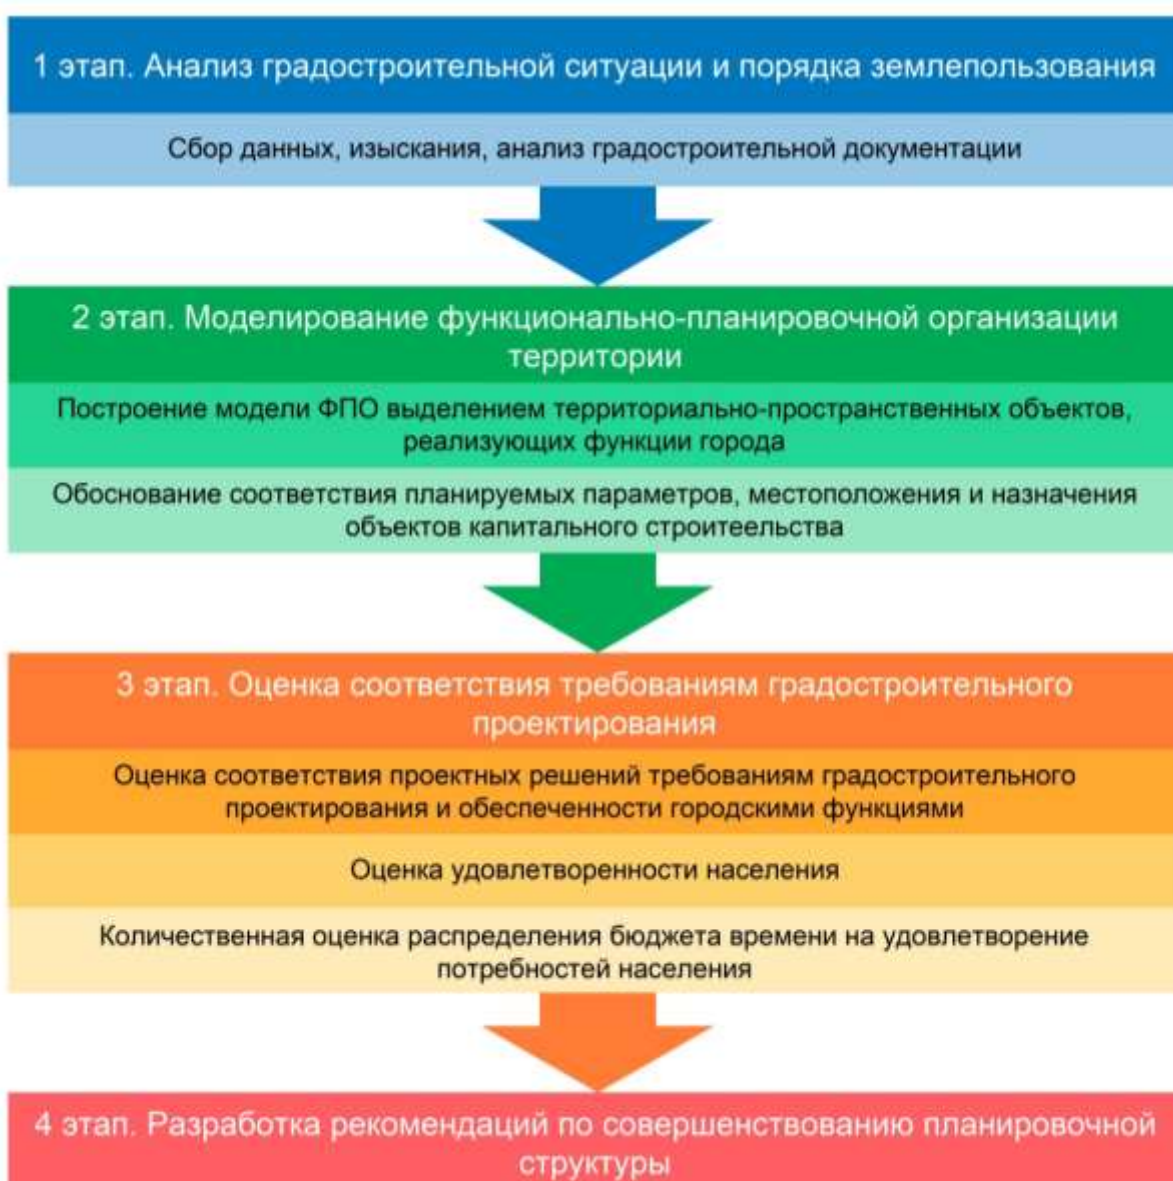 1 этап. Анализ градостроительной ситуации и порядка землепользования
Сбор данных, изыскания, анализ градостроительной документации
2 этап. Моделирование функционально-планировочной организации
территории
Построение модели ФПО выделением территориально-пространственных объектов,
реализующих функции города
Обоснование соответствия планируемых параметров, местоположения и назначения
объектов капитального строитеельства
3 этап. Оценка соответствия требованиям градостроительного
проектирования
Оценка соответствия проектных решений требованиям градостроительного
проектирования и обеспеченности городскими функциями
Оценка удовлетворенности населения
Количественная оценка распределения бюджета времени на удовлетворение
потребностей населения
4 этап. Разработка рекомендаций по совершенствованию планировочной
структуры